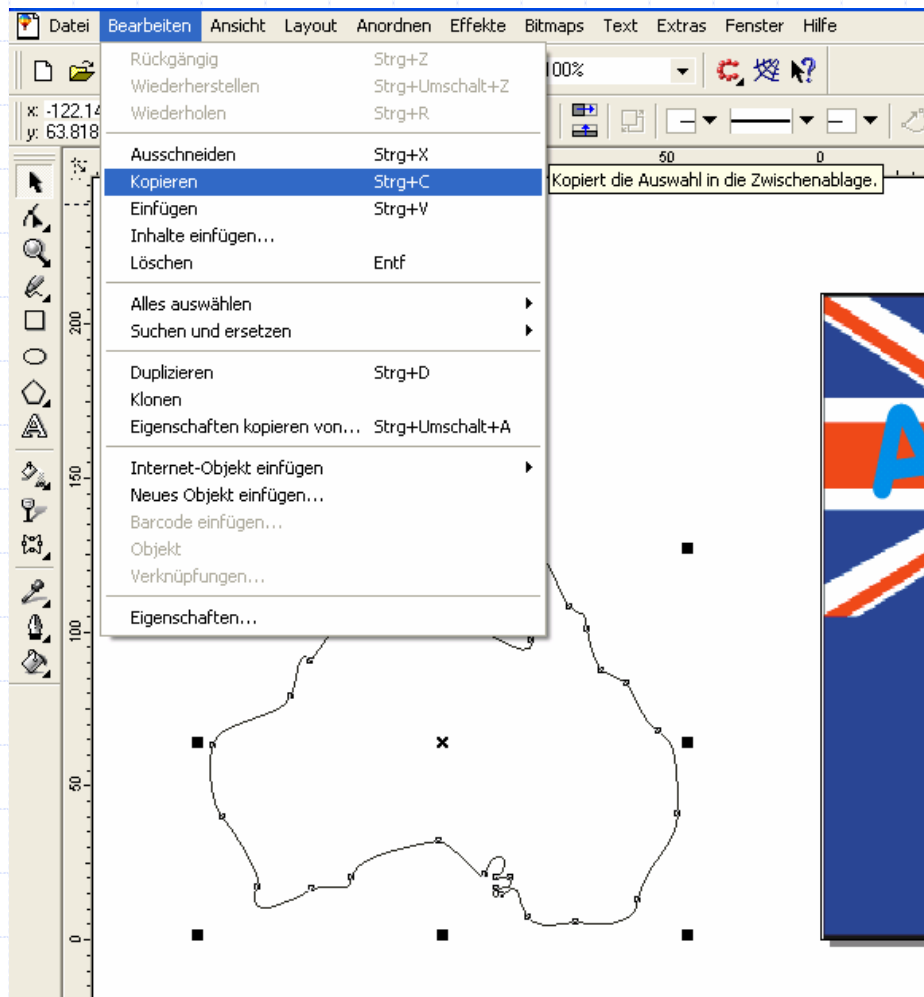 Datei Bearbeiten Ansicht Layout Anordnen Effekte Bitmaps Text Extras Fenster Hilfe
Rückgängig Strg+Z
Wiederherstellen Strg+Umschalt+Z
Wiederholen Strg+R
100%
x: -122.14
y: 63.818
Ausschneiden Strg+X
Kopieren Strg+C
Kopiert die Auswahl in die Zwischenablage.
Einfügen Strg+V
Inhalte einfügen...
Löschen Entf
Alles auswählen
Suchen und ersetzen
Duplizieren Strg+D
Klonen
Eigenschaften kopieren von... Strg+Umschalt+A
Internet-Objekt einfügen
Neues Objekt einfügen...
Barcode einfügen...
Objekt
Verknüpfungen...
Eigenschaften...
50 0
200
150
100
50
0
A